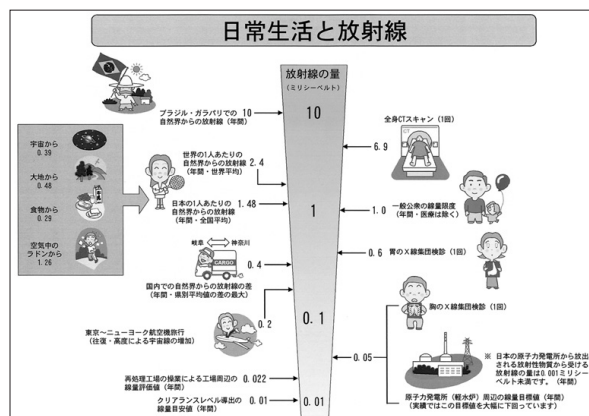 日常生活と放射線
放射線の量
(ミリシーベルト)
10
1
0.1
0.01
ブラジル・ガラパリでの
自然界からの放射線(年間)
10
宇宙から
0.39
大地から
0.48
食物から
0.29
空気中の
ラドンから
1.26
世界の1人あたりの
自然界からの放射線
(年間・世界平均)
2.4
日本の1人あたりの
自然界からの放射線
(年間・全国平均)
1.48
岐阜 ⇔ 神奈川
CARGO
0.4
国内での自然界からの放射線の差
(年間・県別平均値の差の最大)
0.2
東京~ニューヨーク航空機旅行
(往復・高度による宇宙線の増加)
再処理工場の操業による工場周辺の
線量評価値(年間)
0.022
クリアランスレベル導出の
線量目安値(年間)
0.01
全身CTスキャン(1回)
6.9
1.0
一般公衆の線量限度
(年間・医療は除く)
0.6
胃のX線集団検診(1回)
胸のX線集団検診(1回)
0.05
※ 日本の原子力発電所から放出
される放射性物質から受ける
放射線の量は0.001ミリシー
ベルト未満です。(年間)
原子力発電所(軽水炉)周辺の線量目標値(年間)
(実績ではこの目標値を大幅に下回っています)